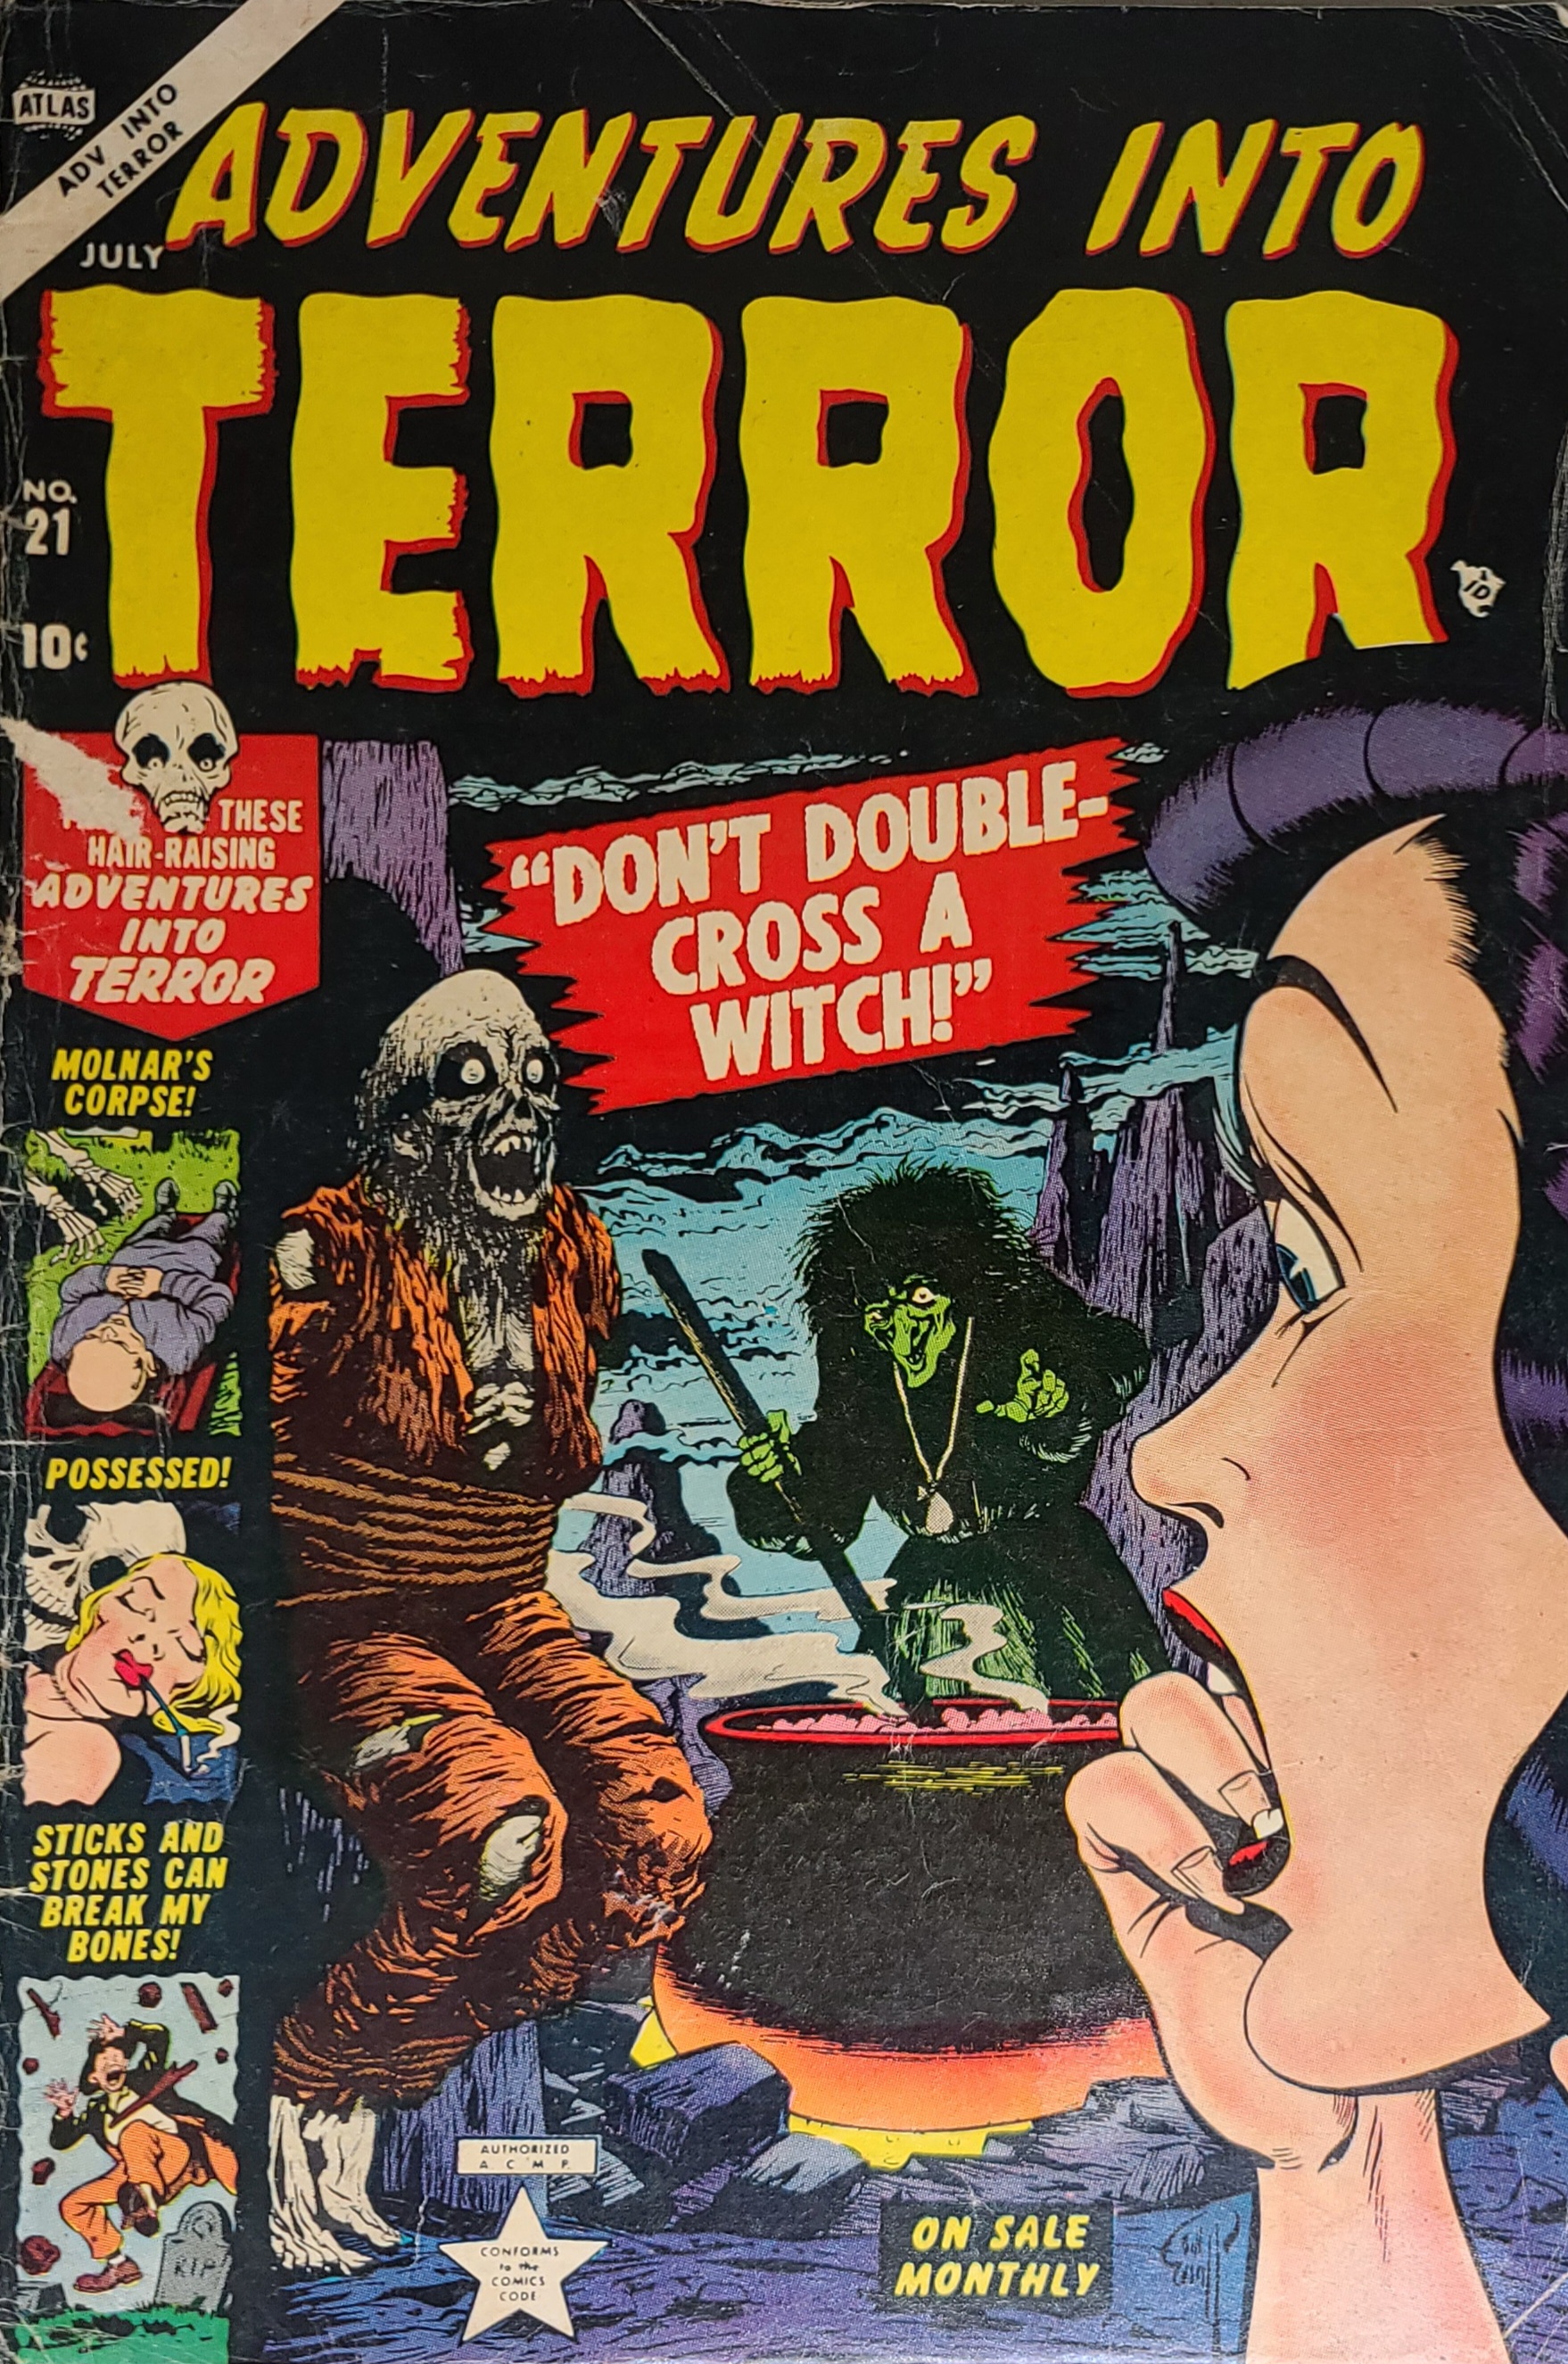 ATLAS
ADV INTO
TERROR
JULY
ADVENTURES INTO
TERROR
NO.
21
10¢
THESE
HAIR-RAISING
ADVENTURES
INTO
TERROR
"DON'T DOUBLE-
CROSS A
WITCH!"
MOLNAR'S
CORPSE!
POSSESSED!
STICKS AND
STONES CAN
BREAK MY
BONES!
RIP
AUTHORIZED
A. C. M. P.
CONFORMS
to the
COMICS
CODE
ON SALE
MONTHLY